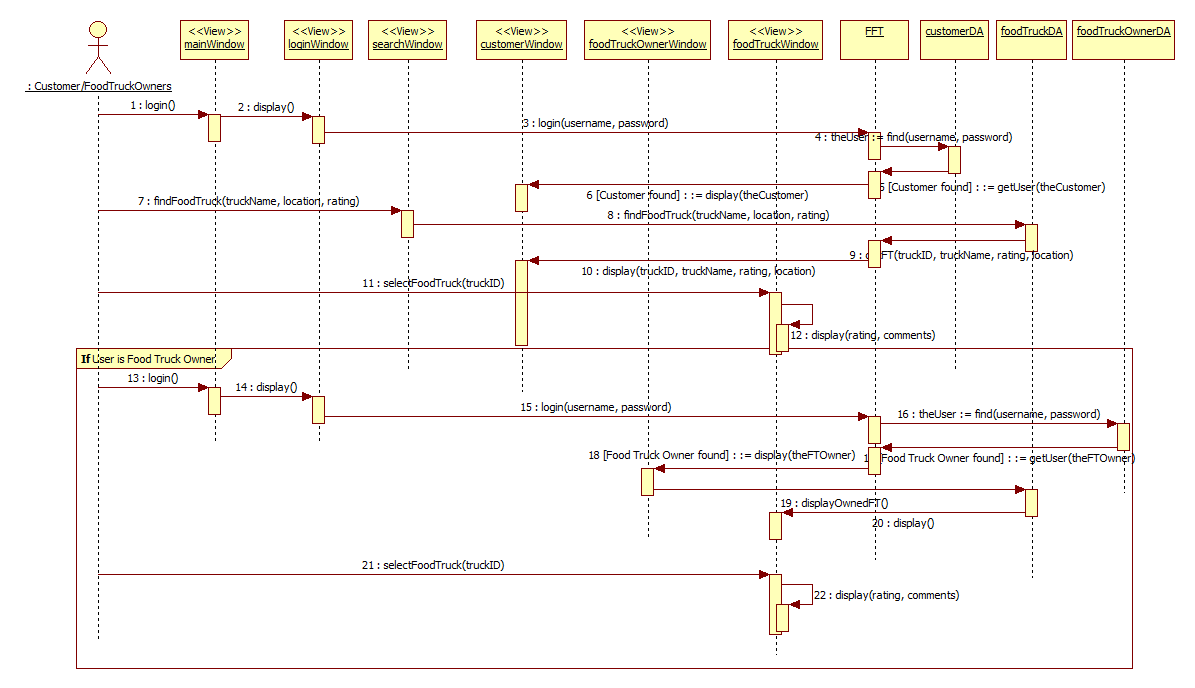 <<View>>
mainWindow
<<View>>
loginWindow
<<View>>
searchWindow
<<View>>
customerWindow
<<View>>
foodTruckOwnerWindow
<<View>>
foodTruckWindow
FFT
customerDA
foodTruckDA
foodTruckOwnerDA
: Customer/FoodTruckOwners
1 : login()
2 : display()
3 : login(username, password)
4 : theUser := find(username, password)
[Customer found] : := getUser(theCustomer)
6 [Customer found] : := display(theCustomer)
7 : findFoodTruck(truckName, location, rating)
8 : findFoodTruck(truckName, location, rating)
9 : FT(truckID, truckName, rating, location)
10 : display(truckID, truckName, rating, location)
11 : selectFoodTruck(truckID)
12 : display(rating, comments)
If User is Food Truck Owner
13 : login()
14 : display()
15 : login(username, password)
16 : theUser := find(username, password)
[Food Truck Owner found] : := getUser(theFTOwner)
18 [Food Truck Owner found] : := display(theFTOwner)
19 : displayOwnedFT()
20 : display()
21 : selectFoodTruck(truckID)
22 : display(rating, comments)